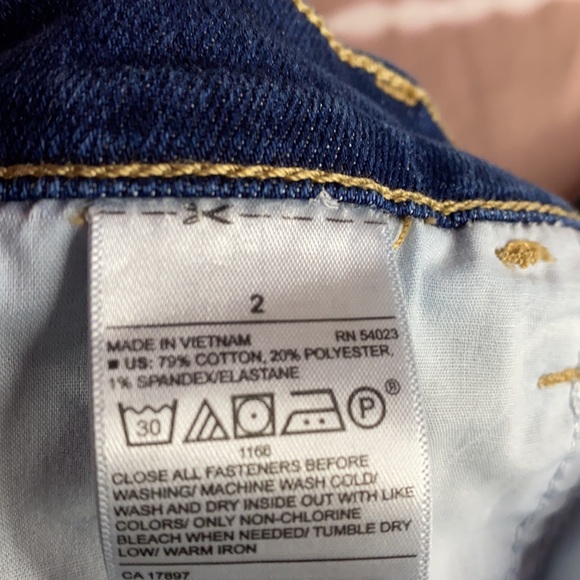 2
MADE IN VIETNAM RN 54023
■ US: 79% COTTON, 20% POLYESTER,
1% SPANDEX/ELASTANE
30 P ®
1166
CLOSE ALL FASTENERS BEFORE
WASHING/ MACHINE WASH COLD/
WASH AND DRY INSIDE OUT WITH LIKE
COLORS/ ONLY NON-CHLORINE
BLEACH WHEN NEEDED/ TUMBLE DRY
LOW/ WARM IRON
CA 17897